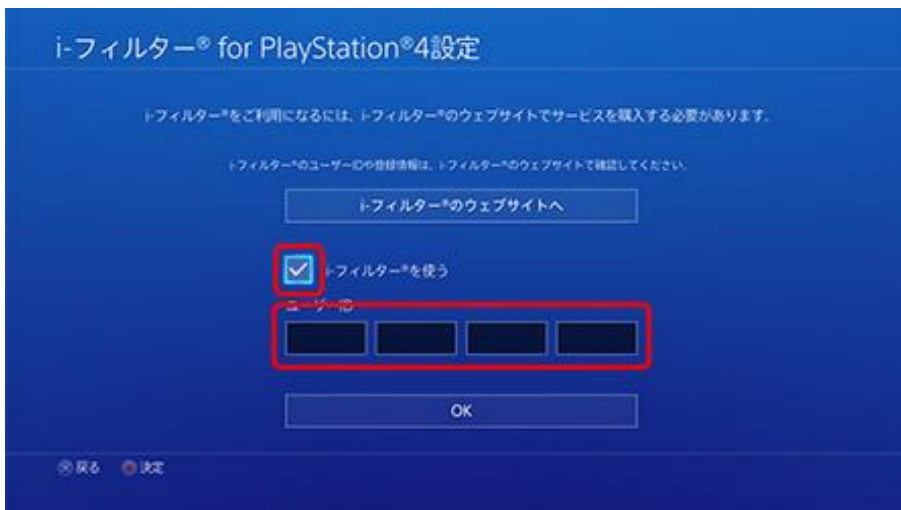 i-フィルター® for PlayStation®4設定
i-フィルター®をご利用になるには、i-フィルター®のウェブサイトでサービスを購入する必要があります。
i-フィルター®のユーザーIDや登録情報は、i-フィルター®のウェブサイトで確認してください。
i-フィルター®のウェブサイトへ
i-フィルター®を使う
ユーザーID
OK
戻る 決定